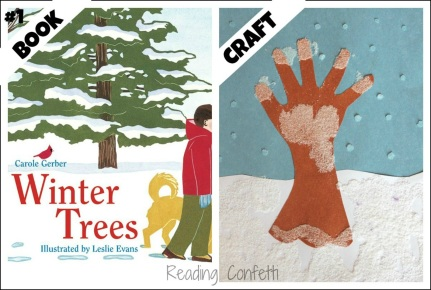 #1
BOOK
CRAFT
Carole Gerber
Winter
Trees
Illustrated by Leslie Evans
Reading Confetti